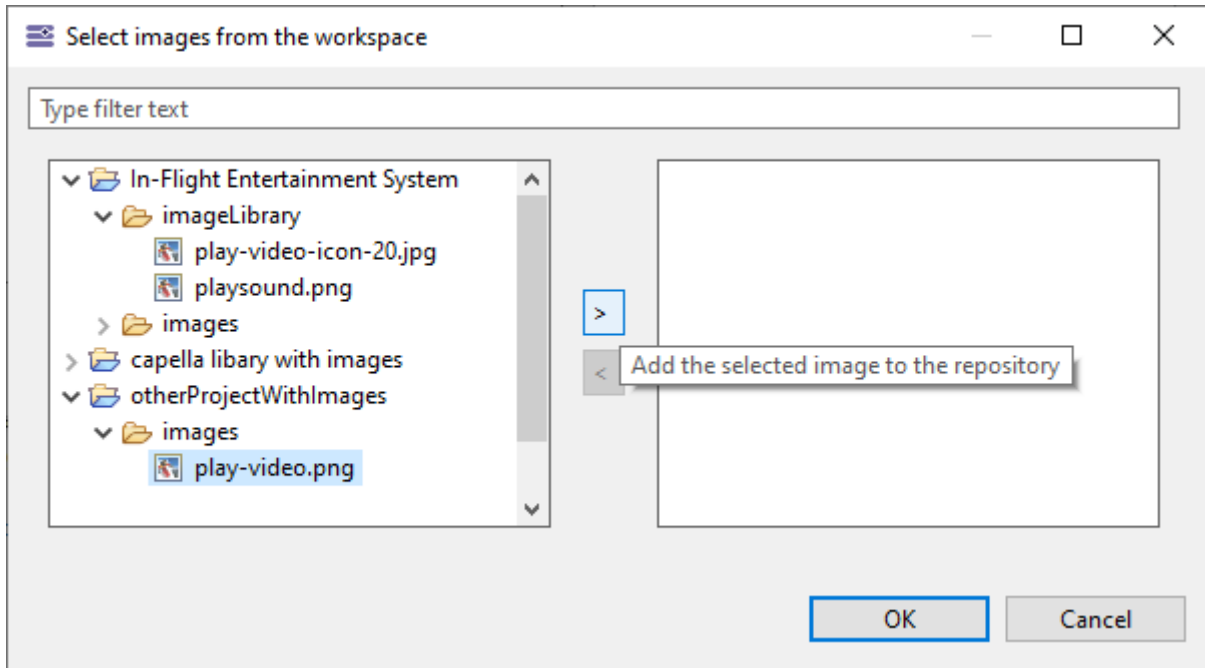 Select images from the workspace
Type filter text
In-Flight Entertainment System
imageLibrary
play-video-icon-20.jpg
playsound.png
images
capella libary with images
otherProjectWithImages
images
play-video.png
>
<
Add the selected image to the repository
OK
Cancel